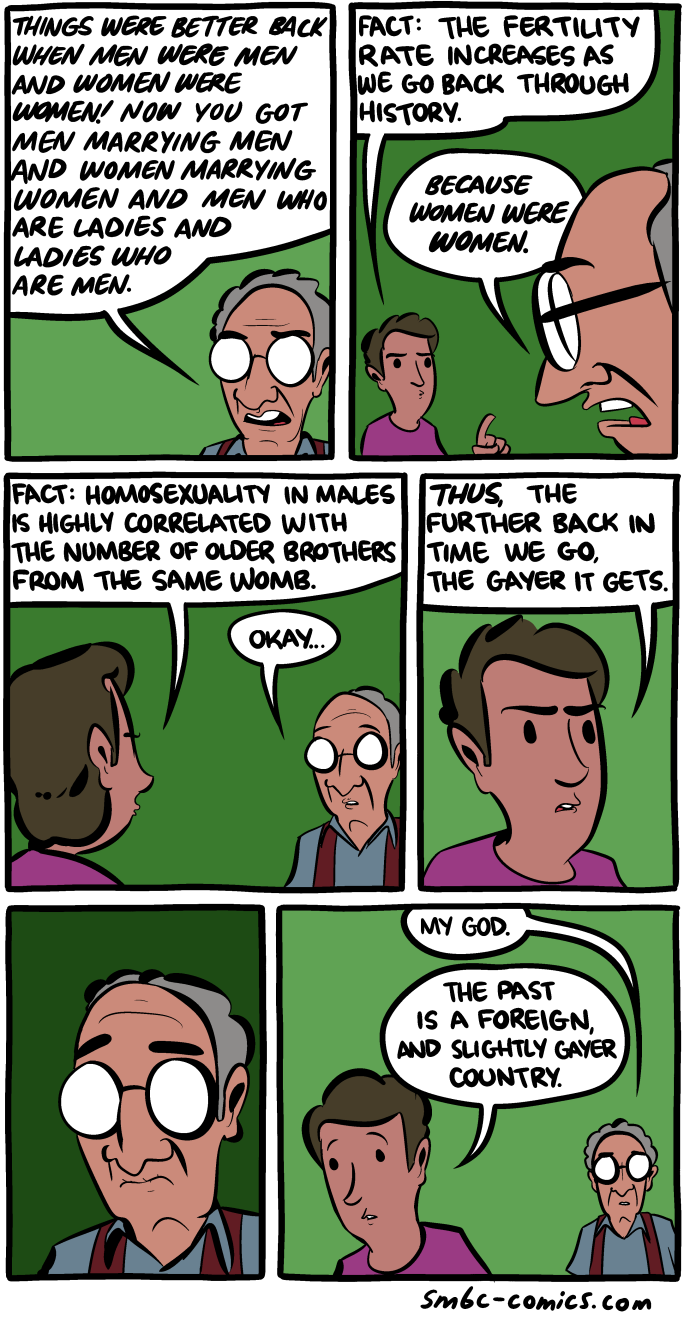 THINGS WERE BETTER BACK
WHEN MEN WERE MEN
AND WOMEN WERE
WOMEN! NOW YOU GOT
MEN MARRYING MEN
AND WOMEN MARRYING
WOMEN AND MEN WHO
ARE LADIES AND
LADIES WHO
ARE MEN.
FACT: THE FERTILITY
RATE INCREASES AS
WE GO BACK THROUGH
HISTORY.
BECAUSE
WOMEN WERE
WOMEN.
FACT: HOMOSEXUALITY IN MALES
IS HIGHLY CORRELATED WITH
THE NUMBER OF OLDER BROTHERS
FROM THE SAME WOMB.
OKAY...
THUS, THE
FURTHER BACK IN
TIME WE GO,
THE GAYER IT GETS.
MY GOD.
THE PAST
IS A FOREIGN,
AND SLIGHTLY GAYER
COUNTRY.
smbc-comics.com